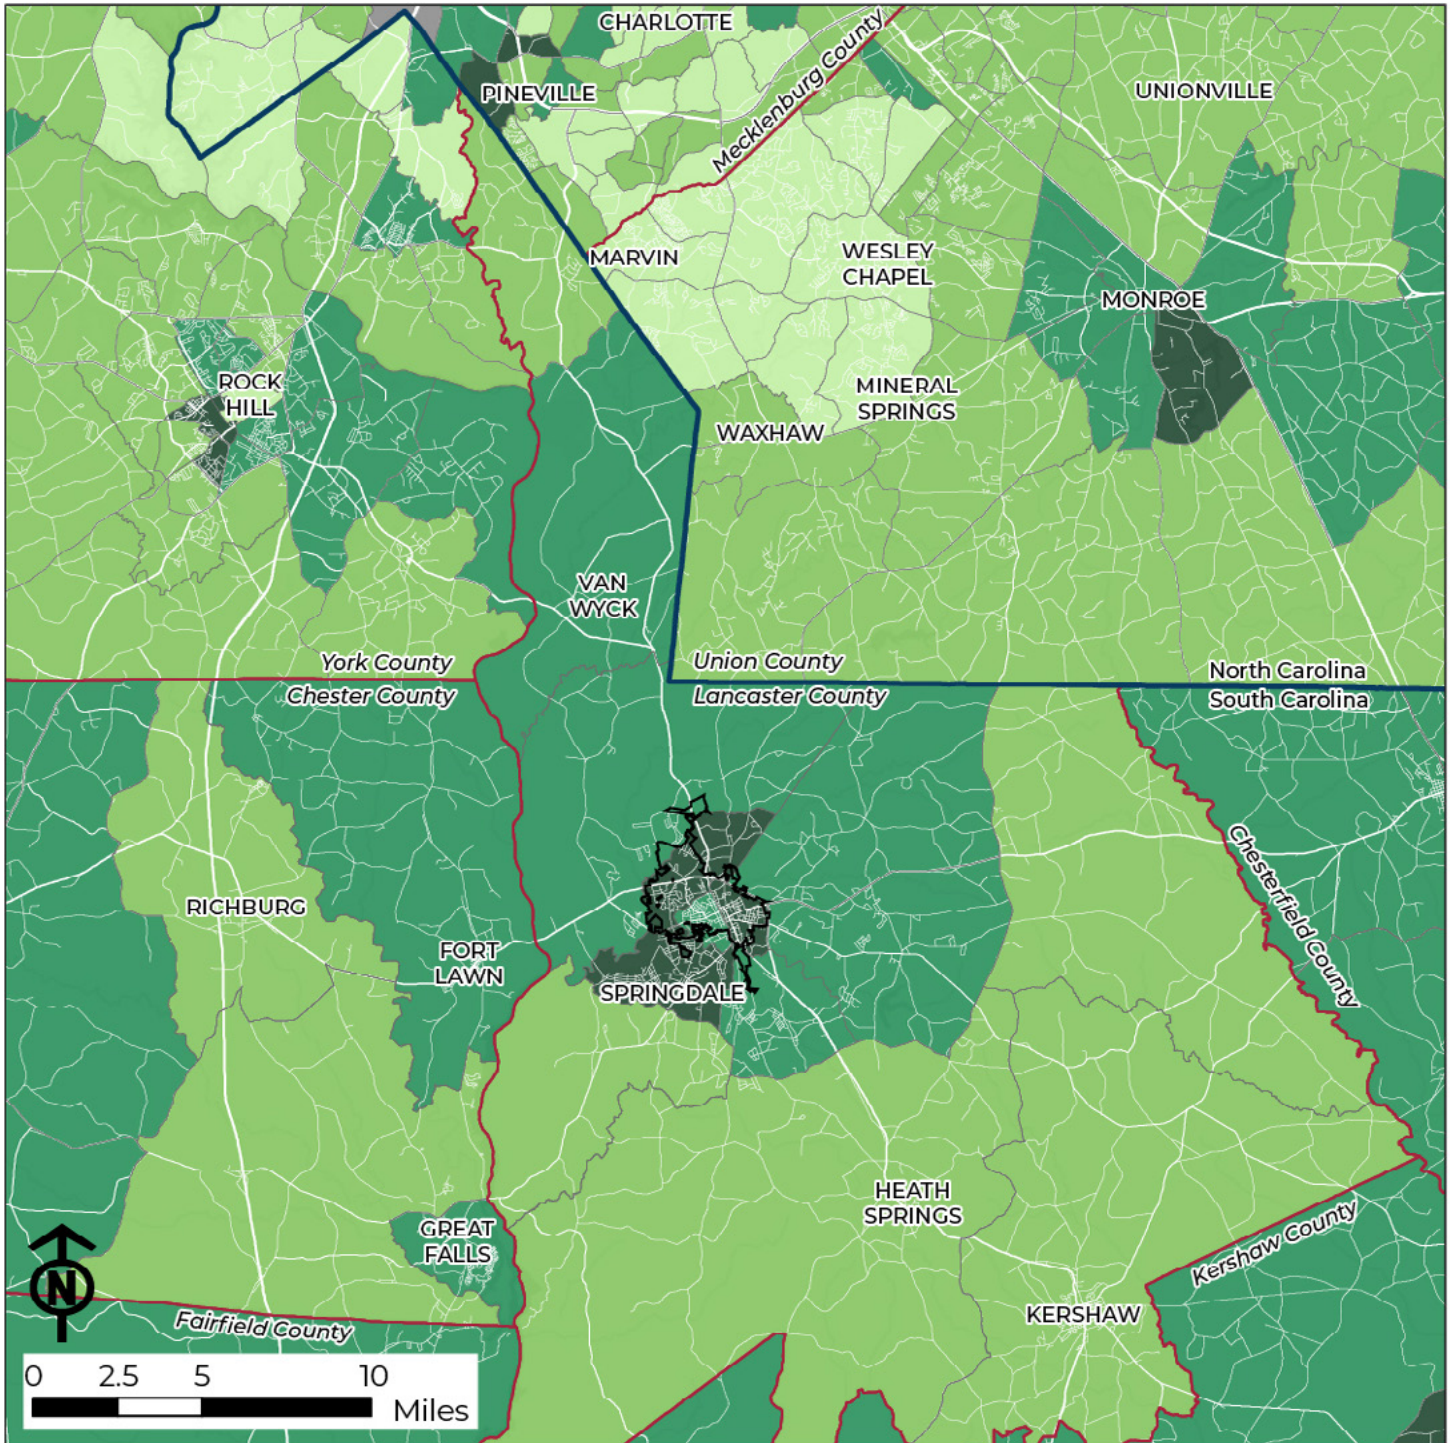 CHARLOTTE
Mecklenburg County
PINEVILLE
UNIONVILLE
MARVIN
WESLEY
CHAPEL
MONROE
ROCK
HILL
MINERAL
SPRINGS
WAXHAW
VAN
WYCK
York County
Chester County
Union County
Lancaster County
North Carolina
South Carolina
Chesterfield County
RICHBURG
FORT
LAWN
SPRINGDALE
HEATH
SPRINGS
GREAT
FALLS
Kershaw County
KERSHAW
N
Fairfield County
0 2.5 5 10
Miles